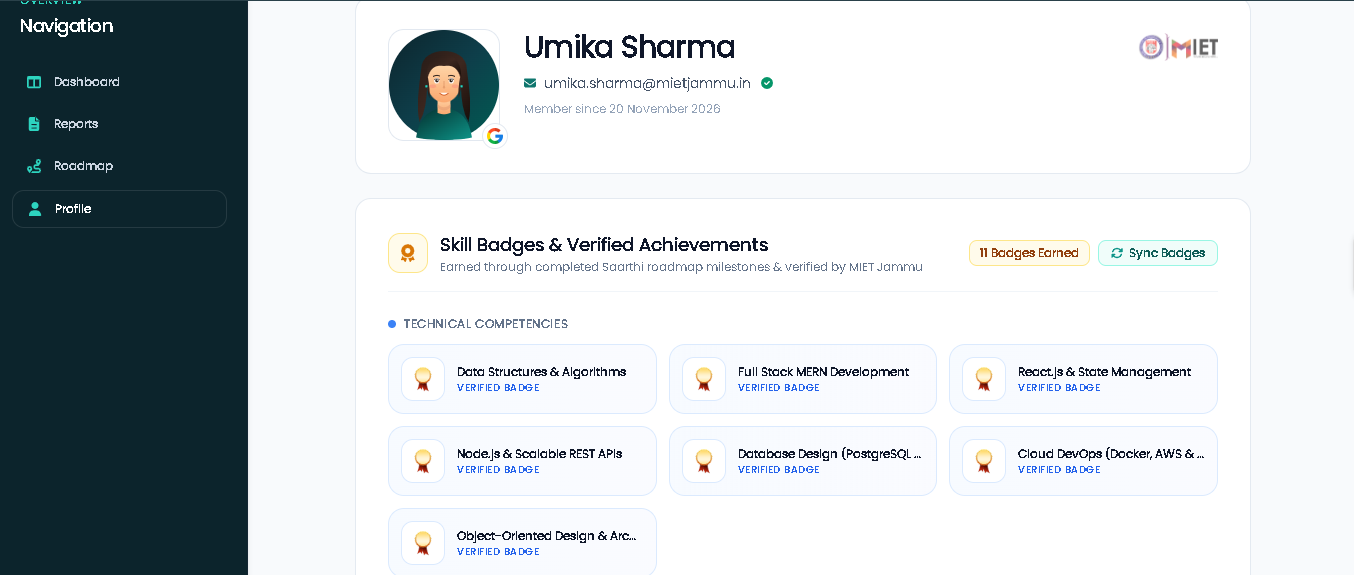 OVERVIEW
Navigation
Dashboard
Reports
Roadmap
Profile
Umika Sharma
MIET
umika.sharma@mietjammu.in
Member since 20 November 2026
Skill Badges & Verified Achievements
Earned through completed Saarthi roadmap milestones & verified by MIET Jammu
11 Badges Earned
Sync Badges
TECHNICAL COMPETENCIES
Data Structures & Algorithms
VERIFIED BADGE
Full Stack MERN Development
VERIFIED BADGE
React.js & State Management
VERIFIED BADGE
Node.js & Scalable REST APIs
VERIFIED BADGE
Database Design (PostgreSQL ...
VERIFIED BADGE
Cloud DevOps (Docker, AWS & ...
VERIFIED BADGE
Object-Oriented Design & Arc...
VERIFIED BADGE